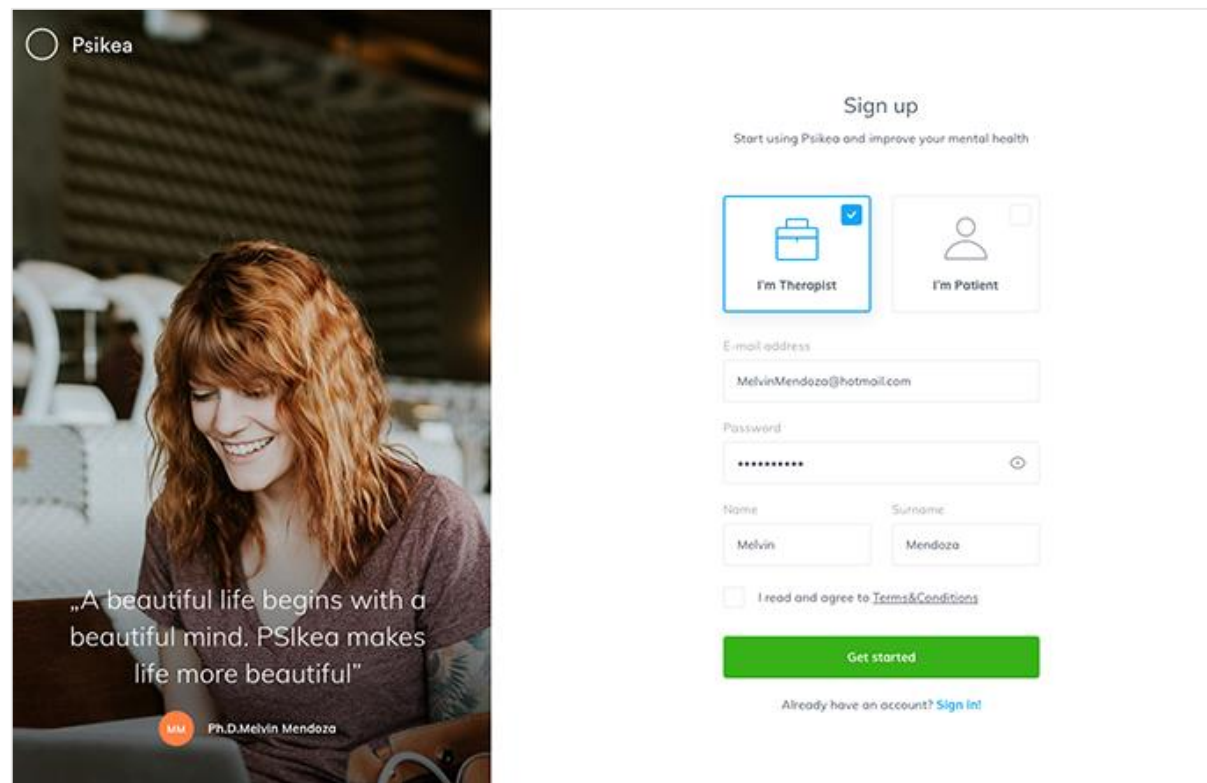 Psikea
„A beautiful life begins with a
beautiful mind. PSIkea makes
life more beautiful”
MM
Ph.D.Melvin Mendoza
Sign up
Start using Psikea and improve your mental health
I'm Therapist
I'm Patient
E-mail address
MelvinMendoza@hotmail.com
Password
••••••••••
Name
Surname
Melvin
Mendoza
I read and agree to Terms&Conditions
Get started
Already have an account? Sign in!